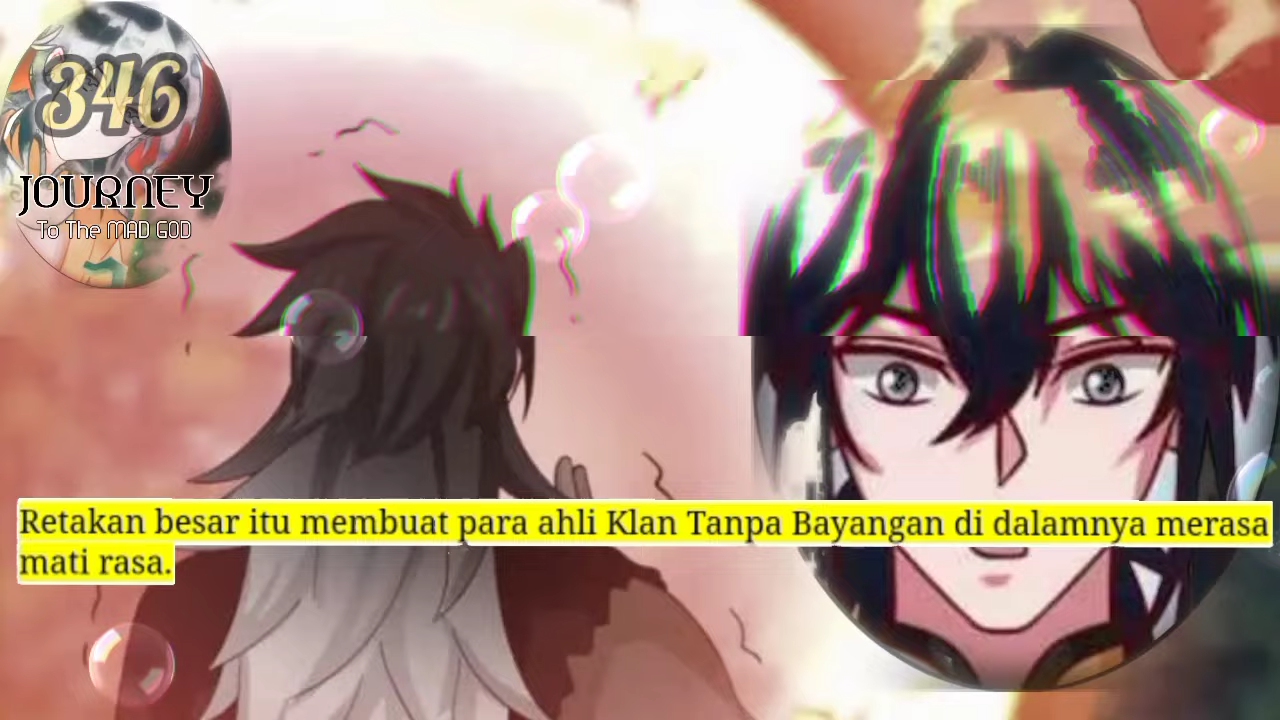 346
JOURNEY
To The MAD GOD
Retakan besar itu membuat para ahli Klan Tanpa Bayangan di dalamnya merasa
mati rasa.